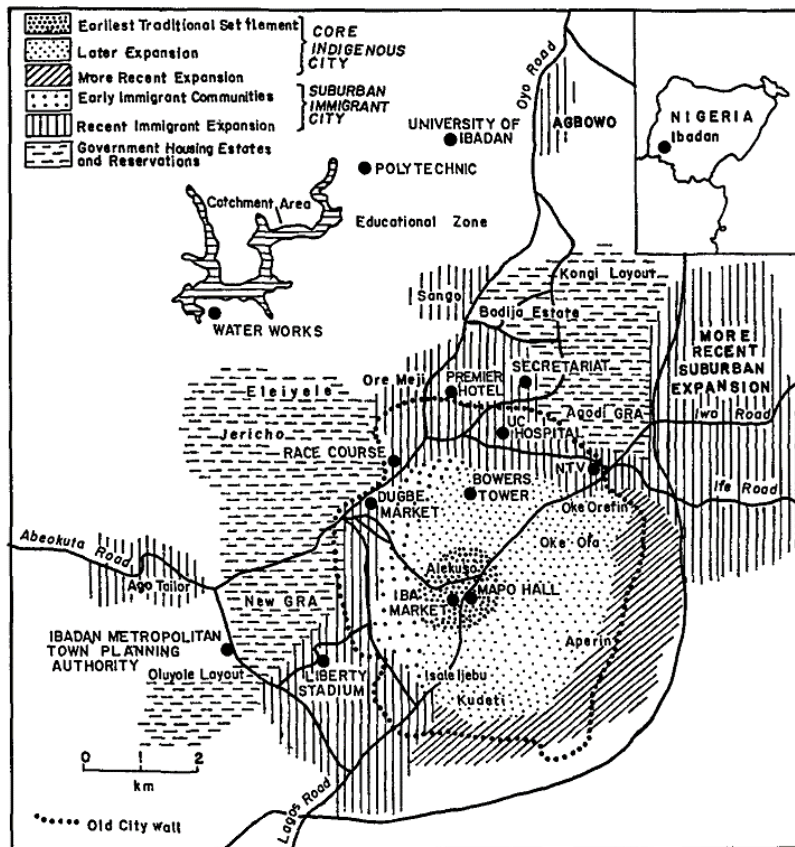 Earliest Traditional Settlement
Later Expansion
More Recent Expansion
CORE
INDIGENOUS
CITY
Early Immigrant Communities
Recent Immigrant Expansion
SUBURBAN
IMMIGRANT
CITY
Government Housing Estates
and Reservations
Oyo Road
AGBOWO
NIGERIA
Ibadan
UNIVERSITY OF
IBADAN
POLYTECHNIC
Catchment Area
Educational Zone
WATER WORKS
Kongi Layout
Sango
Bodija Estate
MORE
RECENT
SUBURBAN
EXPANSION
SECRETARIAT
Ore Meji
PREMIER
HOTEL
Eleiyele
Agodi GRA
Iwo Road
UC
HOSPITAL
Jericho
RACE COURSE
NTV
BOWERS
TOWER
DUGBE
MARKET
Ife Road
Oke Oretin
Oke Ofa
Abeokuta Road
Alekuso
Ago Tailor
New GRA
IBA
MARKET
MAPO HALL
IBADAN METROPOLITAN
TOWN PLANNING
AUTHORITY
Aperin
LIBERTY
STADIUM
Oluyole Layout
Isale Ijebu
Kudeti
0 1 2
km
Lagos Road
Old City Wall